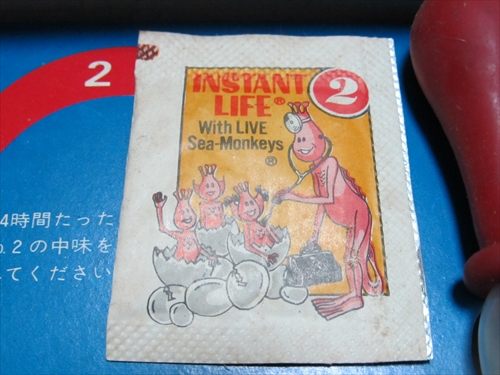 2
INSTANT
LIFE®
2
With LIVE
Sea-Monkeys
®
4時間たった
o.2の中味を
てください